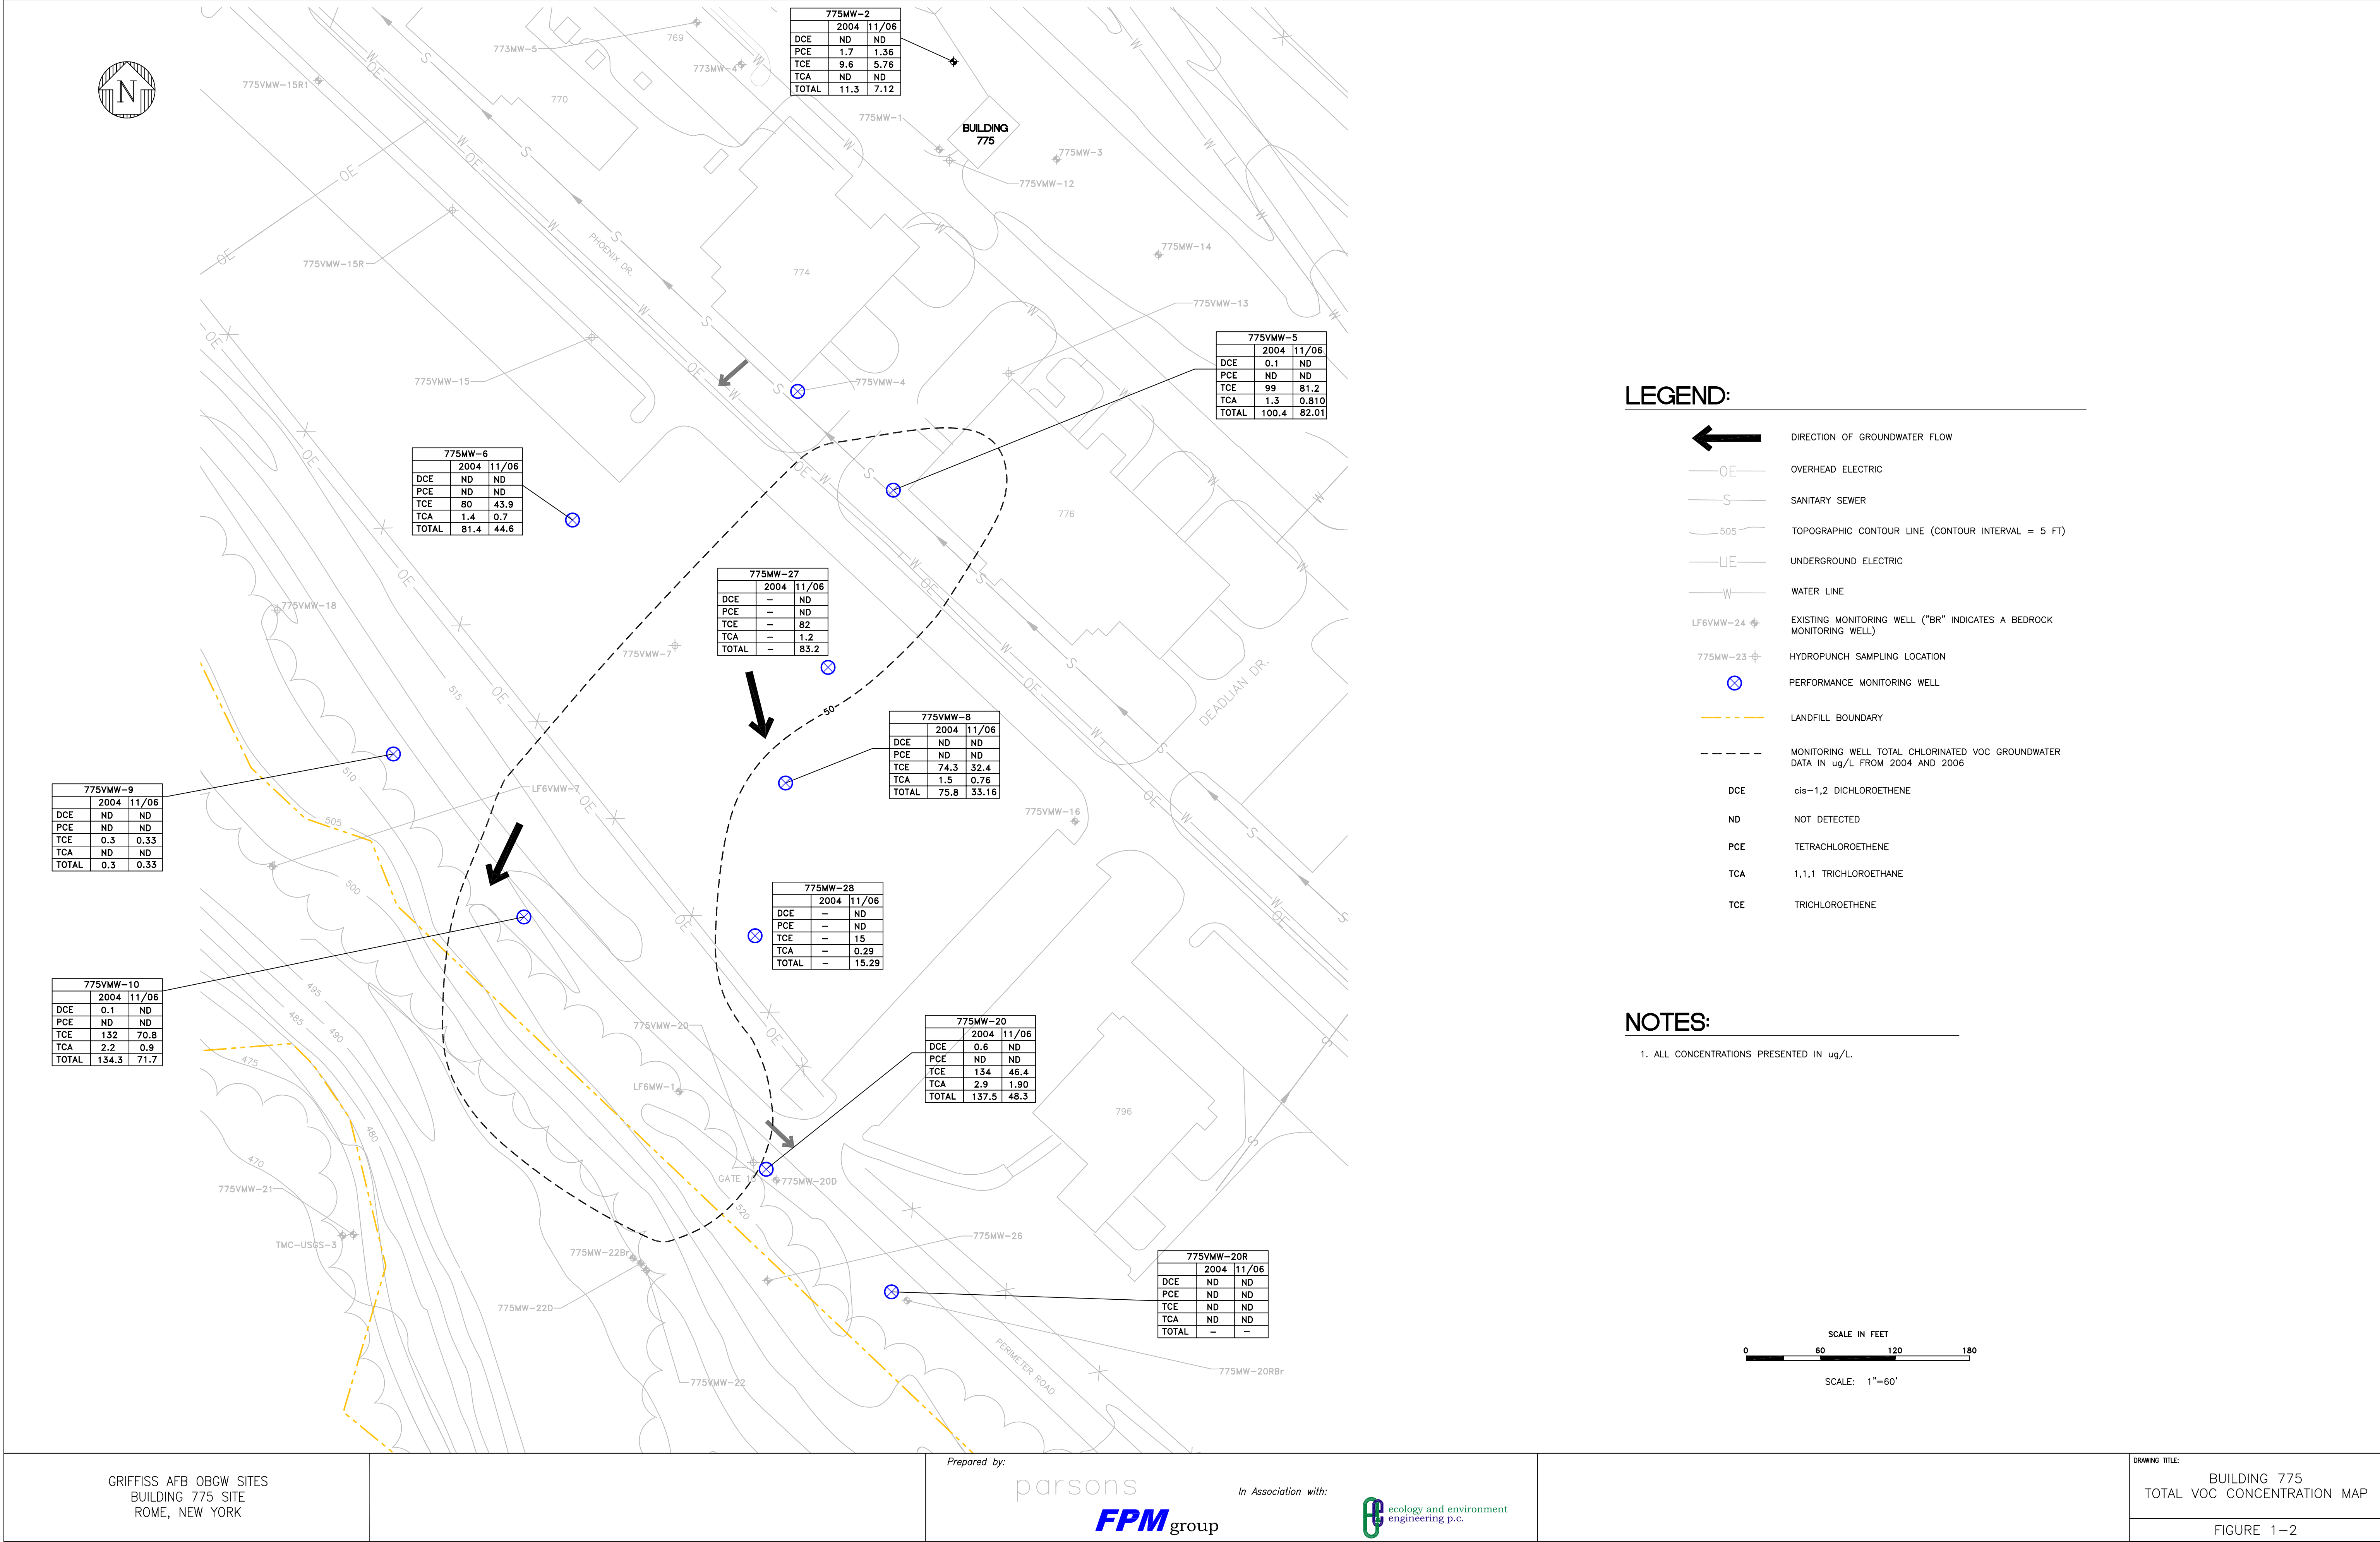 775MW-2
2004 11/06
DCE ND ND
PCE 1.7 1.36
TCE 9.6 5.76
TCA ND ND
TOTAL 11.3 7.12
N
773MW-5
769
773MW-4
775VMW-15R1
770
775MW-1
BUILDING
775
775MW-3
775VMW-12
775VMW-15R
PHOENIX DR.
774
775MW-14
775VMW-13
775VMW-5
2004 11/06
DCE 0.1 ND
PCE ND ND
TCE 99 81.2
TCA 1.3 0.810
TOTAL 100.4 82.01
775VMW-15
775VMW-4
775MW-6
2004 11/06
DCE ND ND
PCE ND ND
TCE 80 43.9
TCA 1.4 0.7
TOTAL 81.4 44.6
776
775MW-27
2004 11/06
DCE - ND
PCE - ND
TCE - 82
TCA - 1.2
TOTAL - 83.2
775VMW-18
775VMW-7
515
50
DEADLIAN DR.
775VMW-8
2004 11/06
DCE ND ND
PCE ND ND
TCE 74.3 32.4
TCA 1.5 0.76
TOTAL 75.8 33.16
510
LF6VMW-7
775VMW-9
2004 11/06
DCE ND ND
PCE ND ND
TCE 0.3 0.33
TCA ND ND
TOTAL 0.3 0.33
505
775VMW-16
500
775MW-28
2004 11/06
DCE - ND
PCE - ND
TCE - 15
TCA - 0.29
TOTAL - 15.29
775VMW-10
2004 11/06
DCE 0.1 ND
PCE ND ND
TCE 132 70.8
TCA 2.2 0.9
TOTAL 134.3 71.7
495
485
490
475
480
470
775VMW-20
775MW-20
2004 11/06
DCE 0.6 ND
PCE ND ND
TCE 134 46.4
TCA 2.9 1.90
TOTAL 137.5 48.3
LF6MW-1
796
GATE
775MW-20D
520
775VMW-21
TMC-USGS-3
775MW-22Br
775MW-26
775MW-22D
775VMW-20R
2004 11/06
DCE ND ND
PCE ND ND
TCE ND ND
TCA ND ND
TOTAL - -
PERIMETER ROAD
775MW-20RBr
775VMW-22
LEGEND:
DIRECTION OF GROUNDWATER FLOW
OE OVERHEAD ELECTRIC
S SANITARY SEWER
505 TOPOGRAPHIC CONTOUR LINE (CONTOUR INTERVAL = 5 FT)
UE UNDERGROUND ELECTRIC
W WATER LINE
LF6VMW-24 EXISTING MONITORING WELL ("BR" INDICATES A BEDROCK
MONITORING WELL)
775MW-23 HYDROPUNCH SAMPLING LOCATION
PERFORMANCE MONITORING WELL
LANDFILL BOUNDARY
MONITORING WELL TOTAL CHLORINATED VOC GROUNDWATER
DATA IN ug/L FROM 2004 AND 2006
DCE cis-1,2 DICHLOROETHENE
ND NOT DETECTED
PCE TETRACHLOROETHENE
TCA 1,1,1 TRICHLOROETHANE
TCE TRICHLOROETHENE
NOTES:
1. ALL CONCENTRATIONS PRESENTED IN ug/L.
SCALE IN FEET
0 60 120 180
SCALE: 1"=60'
GRIFFISS AFB OBGW SITES
BUILDING 775 SITE
ROME, NEW YORK
Prepared by:
parsons
FPM group
In Association with:
ecology and environment
engineering p.c.
DRAWING TITLE:
BUILDING 775
TOTAL VOC CONCENTRATION MAP
FIGURE 1-2